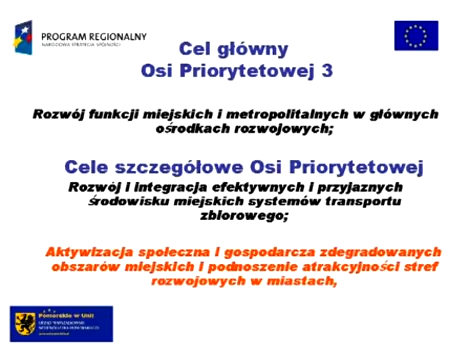 PROGRAM REGIONALNY
NARODOWA STRATEGIA SPÓJNOŚCI
Cel główny
Osi Priorytetowej 3
Rozwój funkcji miejskich i metropolitalnych w głównych
ośrodkach rozwojowych;
Cele szczegółowe Osi Priorytetowej
Rozwój i integracja efektywnych i przyjaznych
środowisku miejskich systemów transportu
zbiorowego;
Aktywizacja społeczna i gospodarcza zdegradowanych
obszarów miejskich i podnoszenie atrakcyjności stref
rozwojowych w miastach,
Pomorskie w Unii